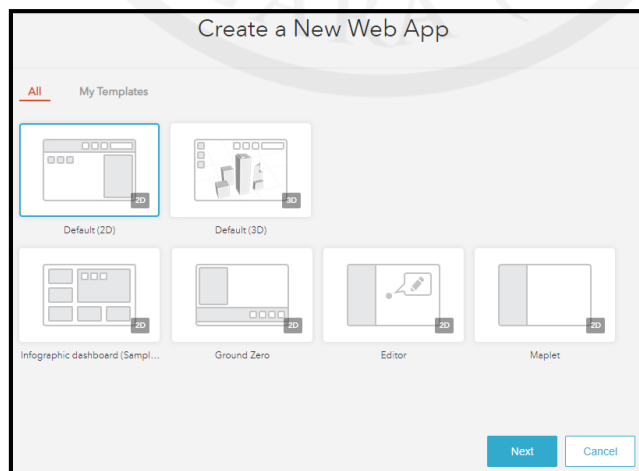 Create a New Web App
All My Templates
2D 3D
Default (2D) Default (3D)
2D 2D 2D 2D
Infographic dashboard (Sampl... Ground Zero Editor Maplet
Next Cancel